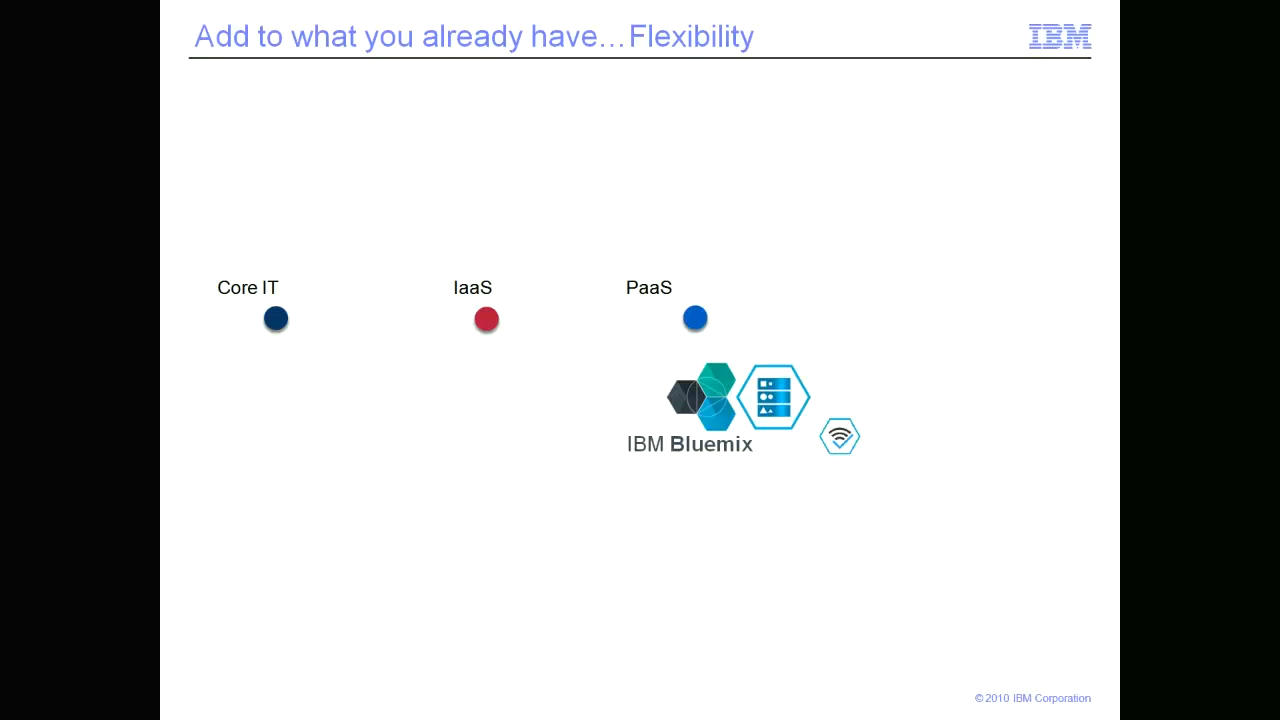 Add to what you already have…Flexibility
IBM
Core IT
IaaS
PaaS
IBM Bluemix
© 2010 IBM Corporation